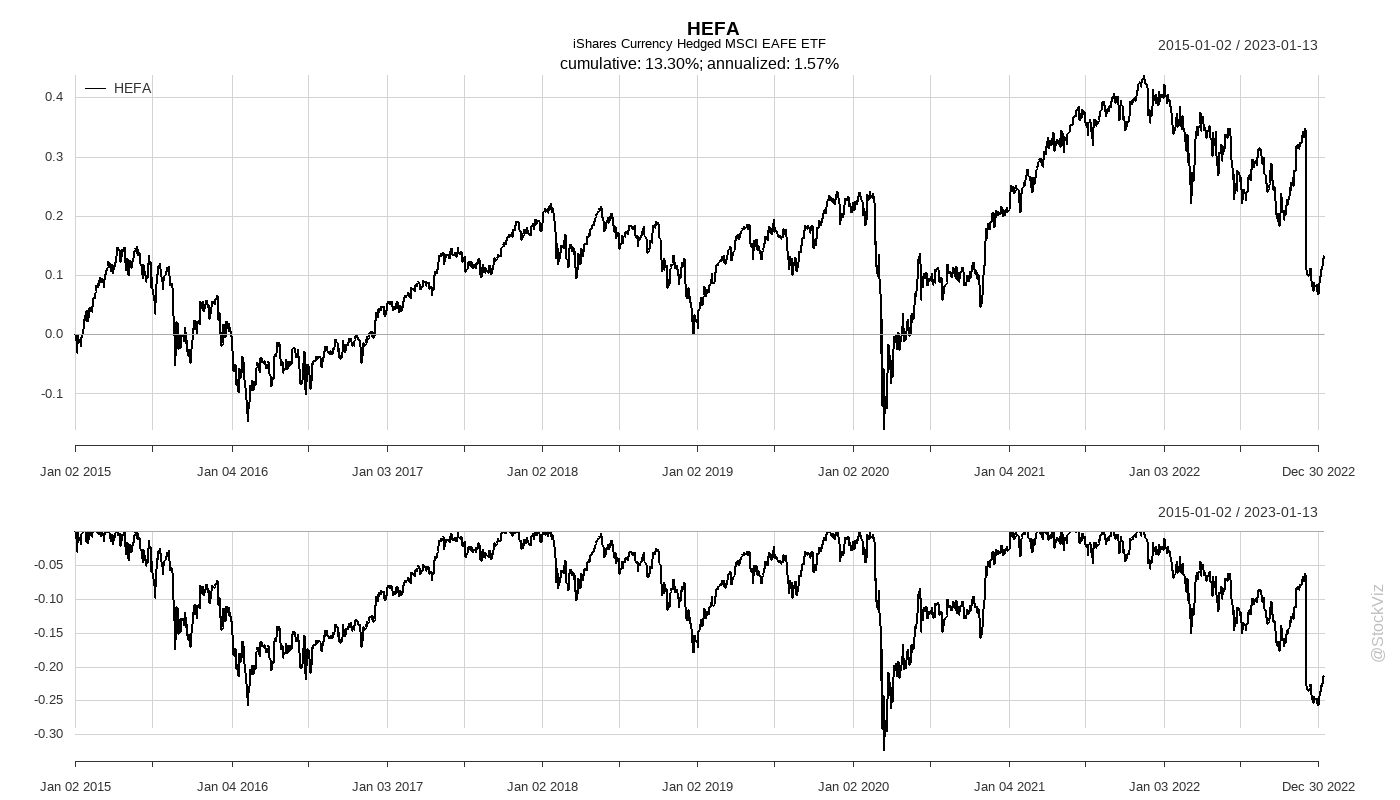 HEFA
iShares Currency Hedged MSCI EAFE ETF
2015-01-02 / 2023-01-13
cumulative: 13.30%; annualized: 1.57%
HEFA
0.4
0.3
0.2
0.1
0.0
-0.1
Jan 02 2015 Jan 04 2016 Jan 03 2017 Jan 02 2018 Jan 02 2019 Jan 02 2020 Jan 04 2021 Jan 03 2022 Dec 30 2022
2015-01-02 / 2023-01-13
-0.05
-0.10
-0.15
-0.20
-0.25
-0.30
Jan 02 2015 Jan 04 2016 Jan 03 2017 Jan 02 2018 Jan 02 2019 Jan 02 2020 Jan 04 2021 Jan 03 2022 Dec 30 2022
@StockViz